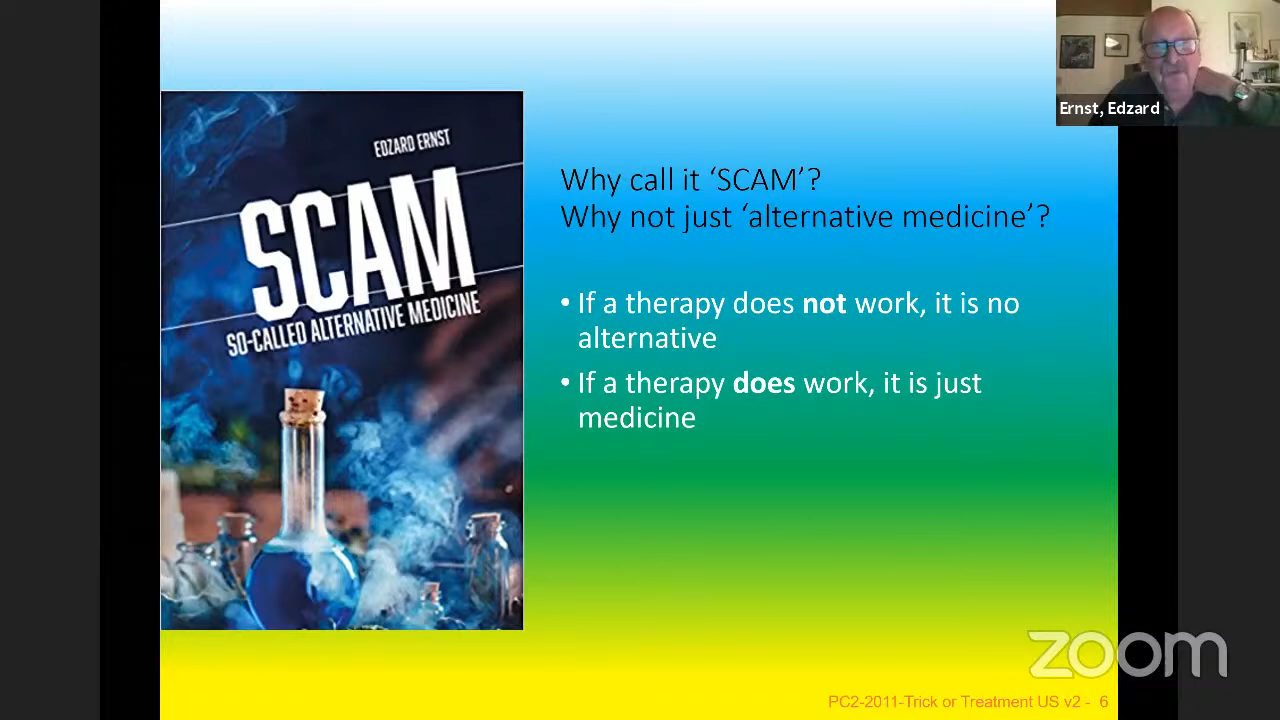 Ernst, Edzard
EDZARD ERNST
SCAM
SO-CALLED ALTERNATIVE MEDICINE
Why call it ‘SCAM’?
Why not just ‘alternative medicine’?
• If a therapy does not work, it is no
alternative
• If a therapy does work, it is just
medicine
zoom
PC2-2011-Trick or Treatment US v2 - 6